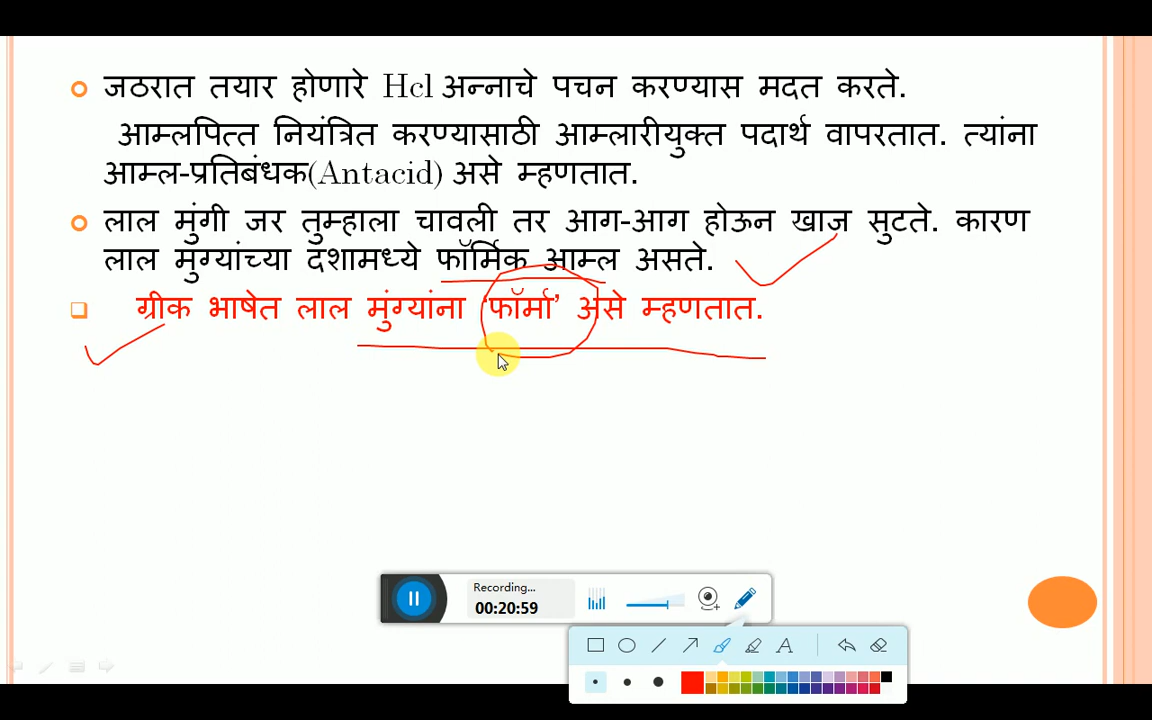 जठरात तयार होणारे Hcl अन्नाचे पचन करण्यास मदत करते.
आम्लपित्त नियंत्रित करण्यासाठी आम्लारीयुक्त पदार्थ वापरतात. त्यांना
आम्ल-प्रतिबंधक(Antacid) असे म्हणतात.
लाल मुंगी जर तुम्हाला चावली तर आग-आग होऊन खाज सुटते. कारण
लाल मुंग्यांच्या दशामध्ये फॉर्मिक आम्ल असते.
ग्रीक भाषेत लाल मुंग्यांना 'फॉर्मा' असे म्हणतात.
Recording...
00:20:59
A